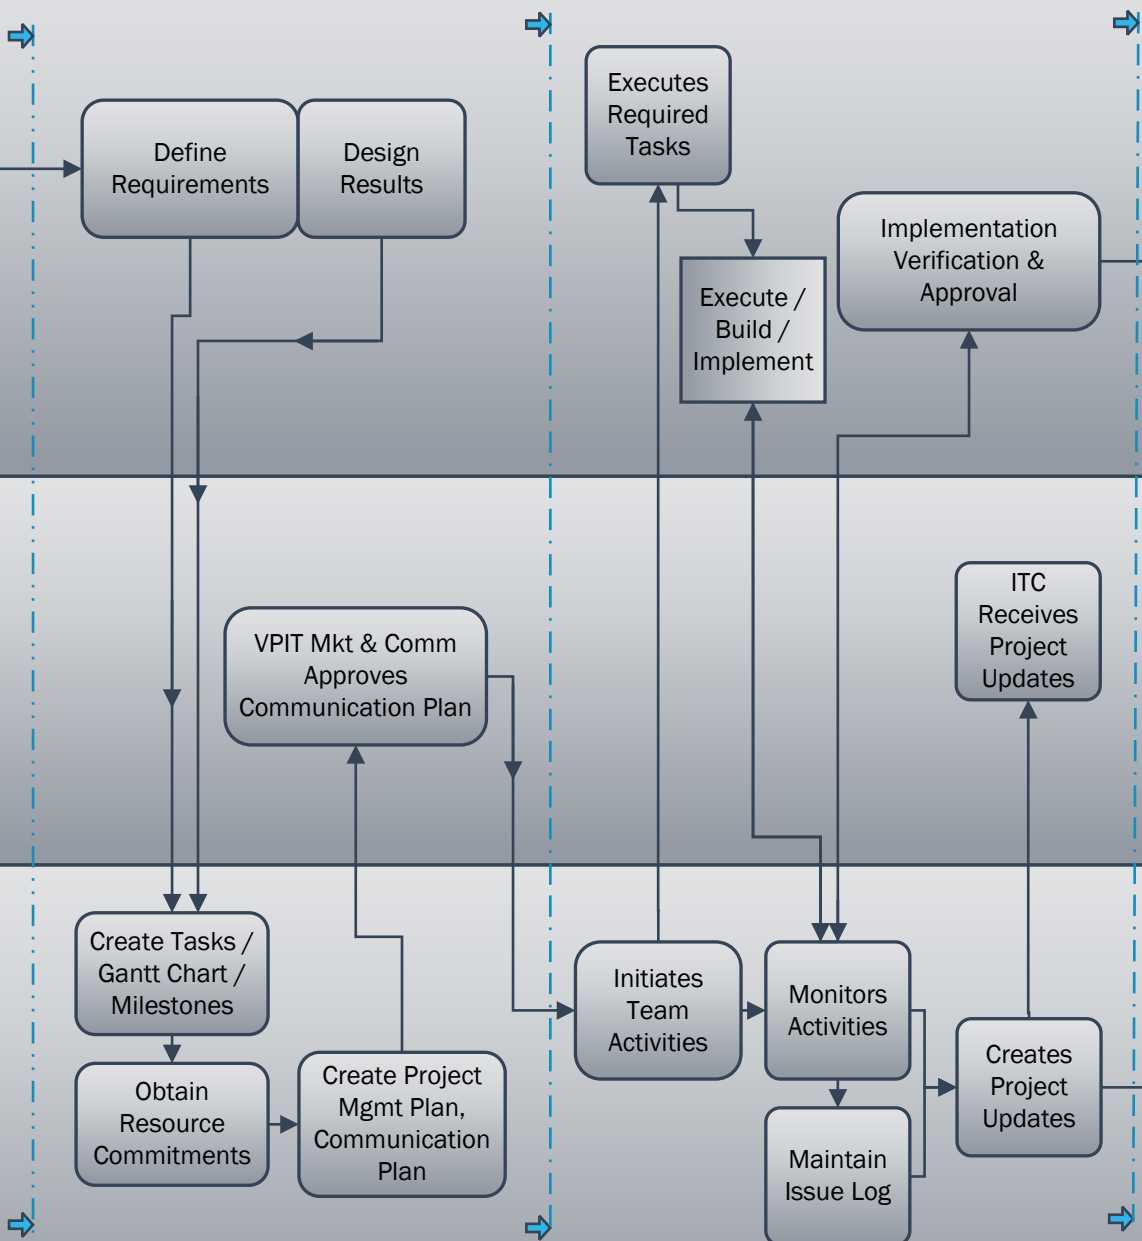 Define
Requirements
Design
Results
Executes
Required
Tasks
Execute /
Build /
Implement
Implementation
Verification &
Approval
VPIT Mkt & Comm
Approves
Communication Plan
ITC
Receives
Project
Updates
Create Tasks /
Gantt Chart /
Milestones
Obtain
Resource
Commitments
Create Project
Mgmt Plan,
Communication
Plan
Initiates
Team
Activities
Monitors
Activities
Maintain
Issue Log
Creates
Project
Updates